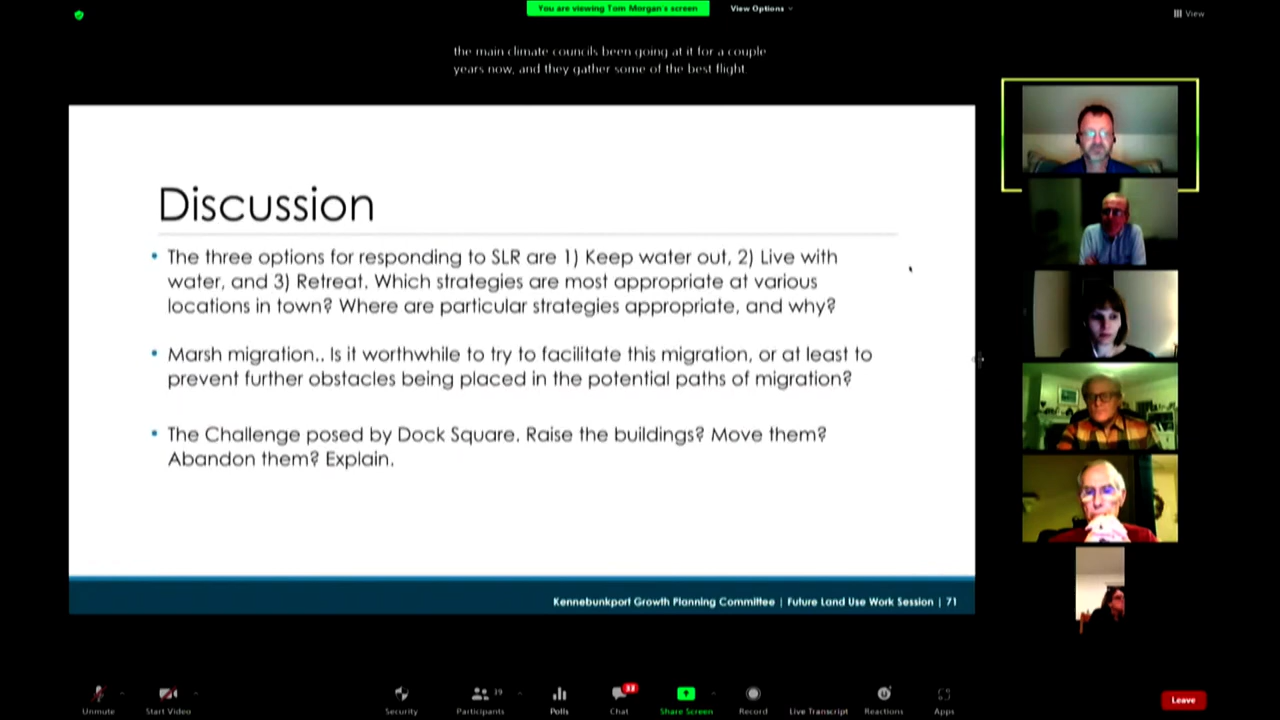 You are viewing Tom Morgan's screen
View Options
View
the main climate councils been going at it for a couple
years now, and they gather some of the best flight.
Discussion
• The three options for responding to SLR are 1) Keep water out, 2) Live with
water, and 3) Retreat. Which strategies are most appropriate at various
locations in town? Where are particular strategies appropriate, and why?
• Marsh migration.. Is it worthwhile to try to facilitate this migration, or at least to
prevent further obstacles being placed in the potential paths of migration?
• The Challenge posed by Dock Square. Raise the buildings? Move them?
Abandon them? Explain.
Kennebunkport Growth Planning Committee | Future Land Use Work Session | 71
Unmute
Start Video
Security
Participants
Polls
Chat
33
Share Screen
Record
Live Transcript
Reactions
Apps
Leave